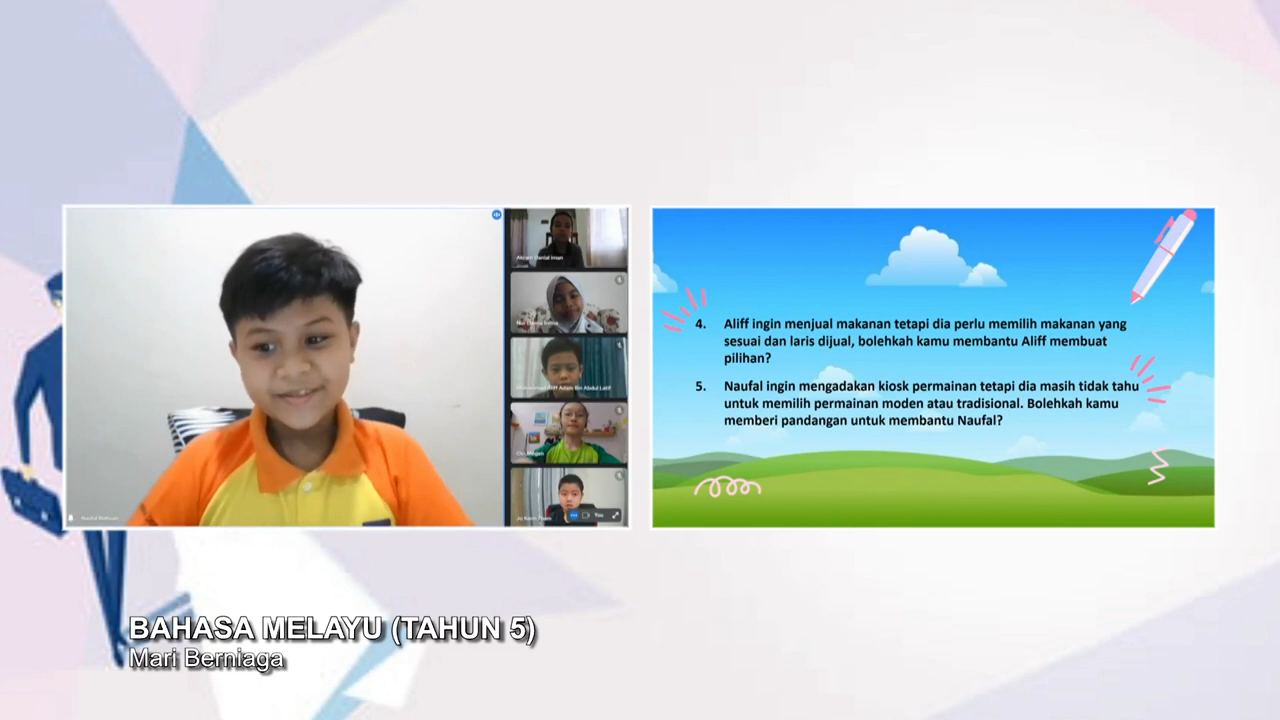 4. Aliff ingin menjual makanan tetapi dia perlu memilih makanan yang
sesuai dan laris dijual, bolehkah kamu membantu Aliff membuat
pilihan?
5. Naufal ingin mengadakan kiosk permainan tetapi dia masih tidak tahu
untuk memilih permainan moden atau tradisional. Bolehkah kamu
memberi pandangan untuk membantu Naufal?
You
BAHASA MELAYU (TAHUN 5)
Mari Berniaga